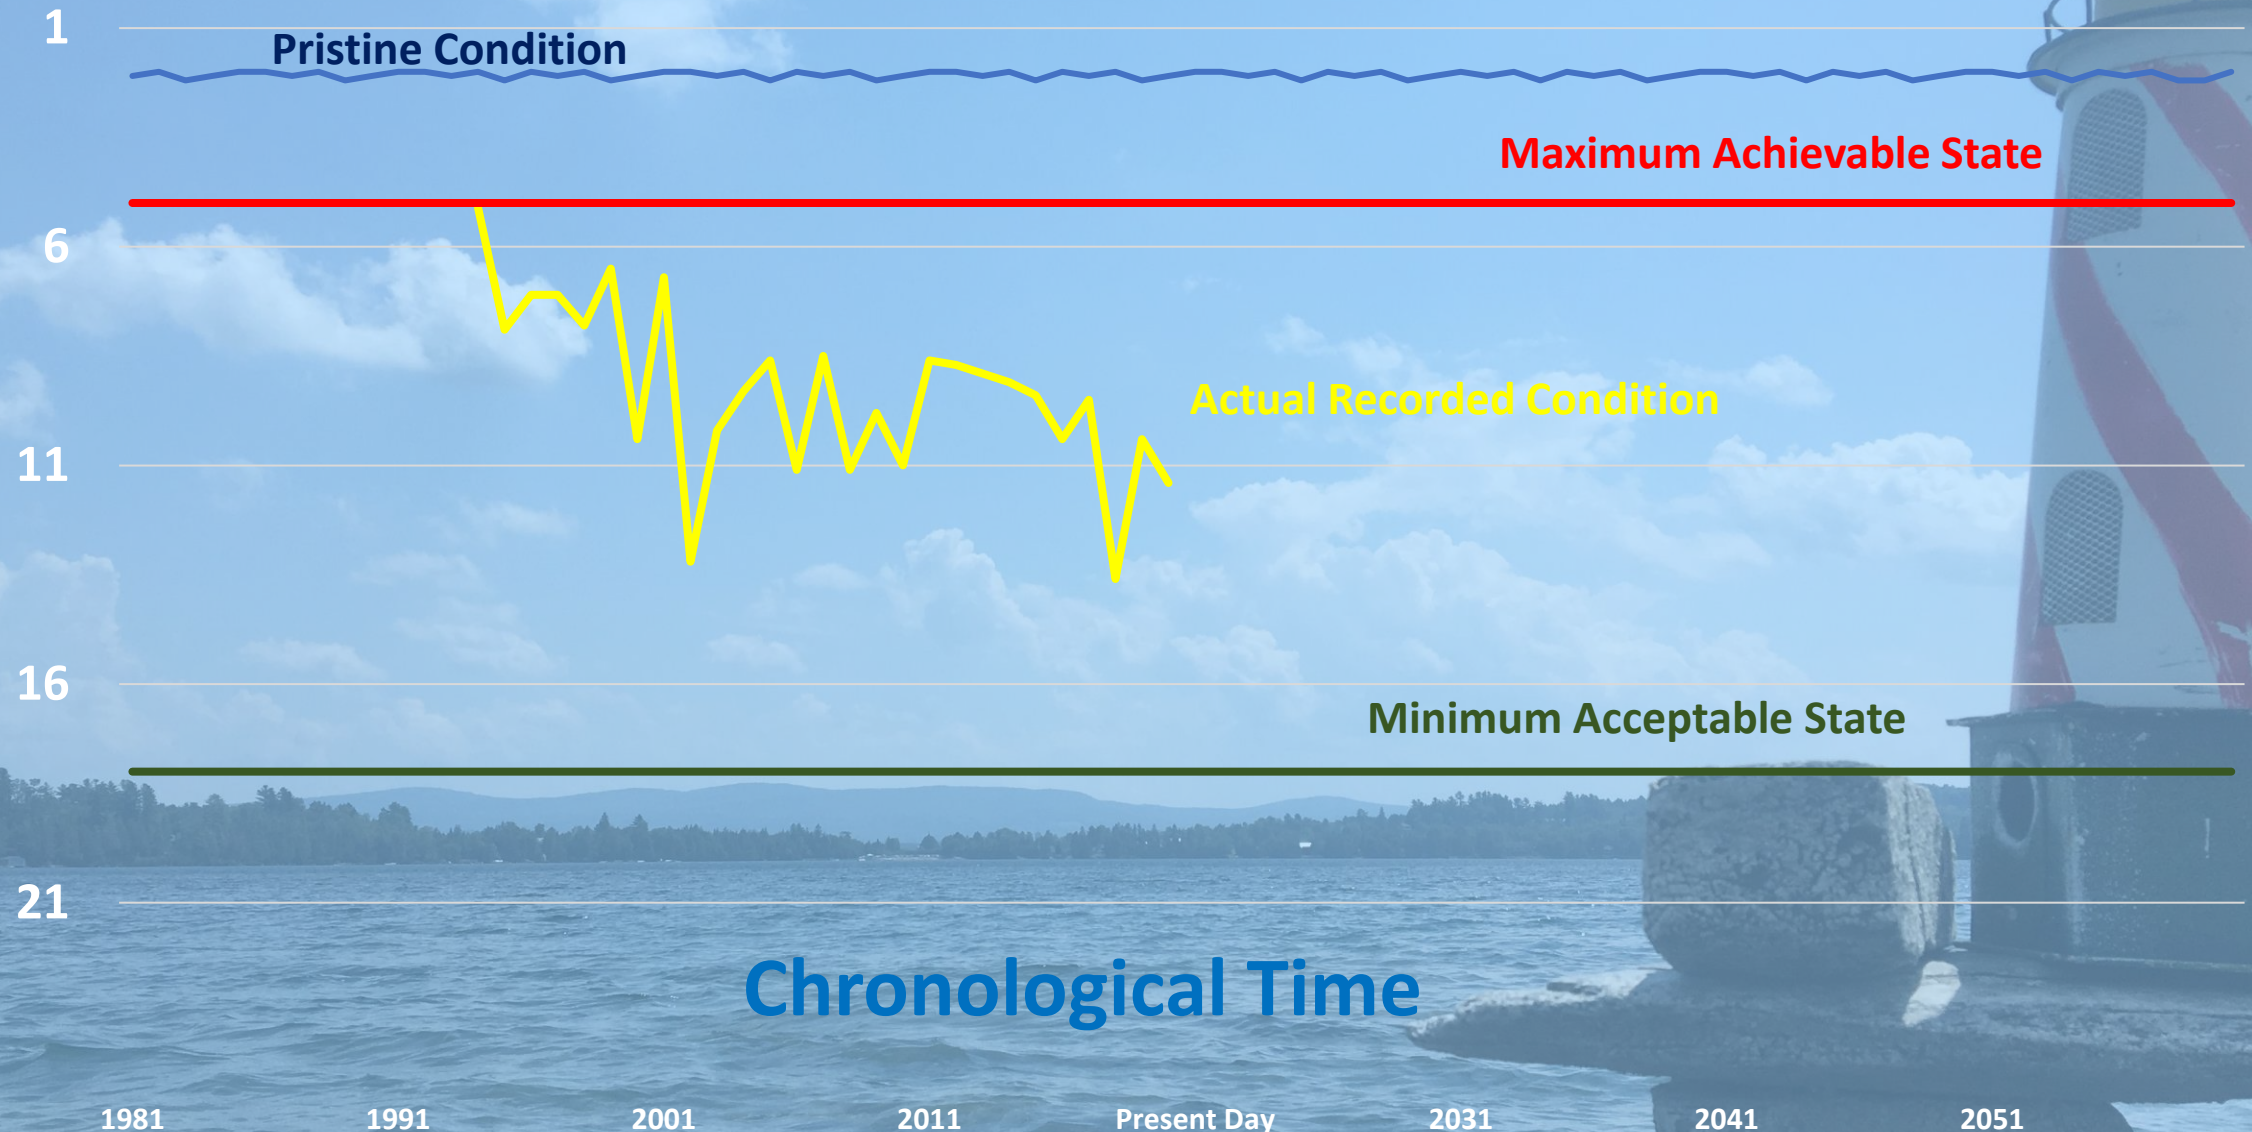 1
Pristine Condition
Maximum Achievable State
6
Actual Recorded Condition
11
16
Minimum Acceptable State
21
Chronological Time
1981 1991 2001 2011 Present Day 2031 2041 2051